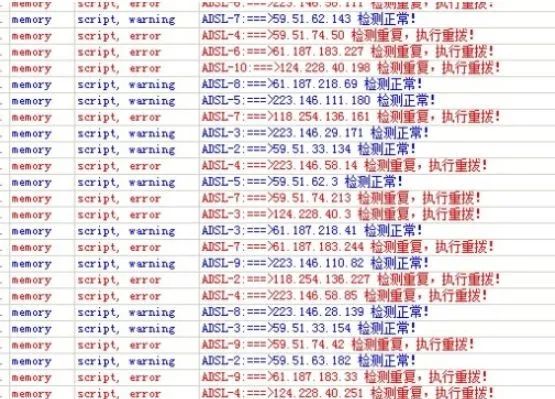 memory script, error ADSL-6:===>223.146.58.111 检测重复，执行重拨!
memory script, warning ADSL-7:===>59.51.62.143 检测正常!
memory script, error ADSL-4:===>59.51.74.50 检测重复，执行重拨!
memory script, error ADSL-6:===>61.187.183.227 检测重复，执行重拨!
memory script, error ADSL-10:===>124.228.40.198 检测重复，执行重拨!
memory script, warning ADSL-8:===>61.187.218.69 检测正常!
memory script, warning ADSL-5:===>223.146.111.180 检测正常!
memory script, error ADSL-7:===>118.254.136.161 检测重复，执行重拨!
memory script, warning ADSL-3:===>223.146.29.171 检测正常!
memory script, warning ADSL-2:===>59.51.33.134 检测正常!
memory script, error ADSL-4:===>223.146.58.14 检测重复，执行重拨!
memory script, warning ADSL-5:===>59.51.62.3 检测正常!
memory script, error ADSL-7:===>59.51.74.213 检测重复，执行重拨!
memory script, error ADSL-3:===>124.228.40.3 检测重复，执行重拨!
memory script, warning ADSL-3:===>61.187.218.41 检测正常!
memory script, error ADSL-7:===>61.187.183.244 检测重复，执行重拨!
memory script, warning ADSL-9:===>223.146.110.82 检测正常!
memory script, error ADSL-2:===>118.254.136.227 检测重复，执行重拨!
memory script, error ADSL-4:===>223.146.58.85 检测重复，执行重拨!
memory script, warning ADSL-8:===>223.146.28.139 检测正常!
memory script, warning ADSL-3:===>59.51.33.154 检测正常!
memory script, error ADSL-9:===>59.51.74.42 检测重复，执行重拨!
memory script, warning ADSL-2:===>59.51.63.182 检测正常!
memory script, error ADSL-9:===>61.187.183.33 检测重复，执行重拨!
memory script, error ADSL-4:===>124.228.40.251 检测重复，执行重拨!